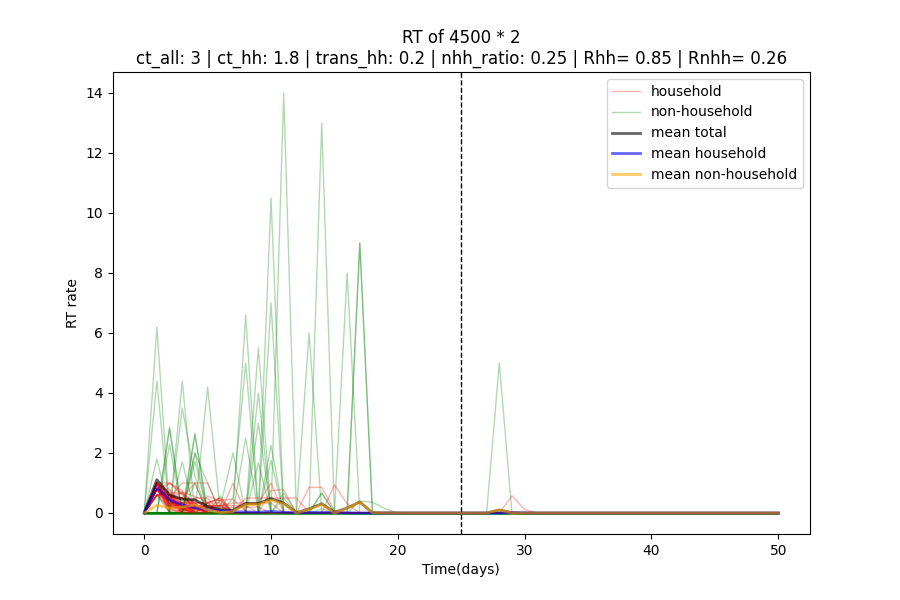 RT of 4500 * 2
ct_all: 3 | ct_hh: 1.8 | trans_hh: 0.2 | nhh_ratio: 0.25 | Rhh= 0.85 | Rnhh= 0.26
household
non-household
mean total
mean household
mean non-household
14
12
10
8
6
4
2
0
RT rate
0 10 20 30 40 50
Time(days)